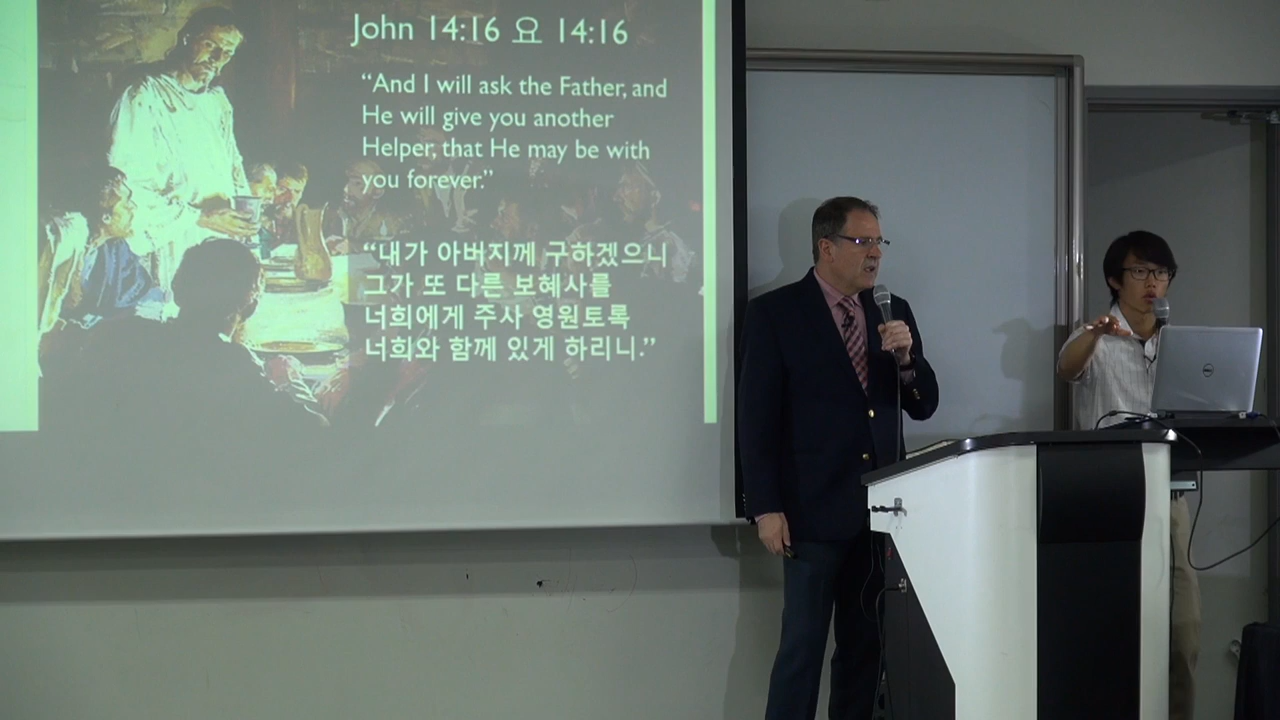 John 14:16 요 14:16
“And I will ask the Father, and
He will give you another
Helper, that He may be with
you forever.”
“내가 아버지께 구하겠으니
그가 또 다른 보혜사를
너희에게 주사 영원토록
너희와 함께 있게 하리니.”
DELL